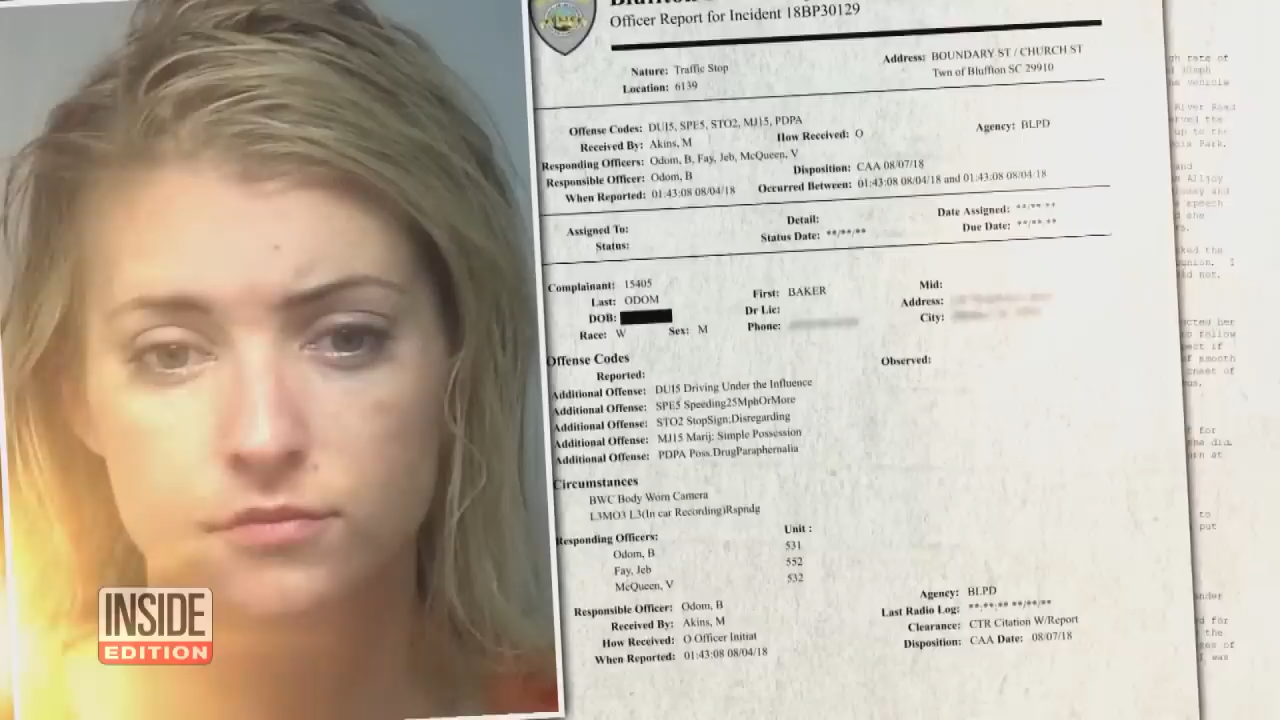 Officer Report for Incident 18BP30129
Nature: Traffic Stop
Address: BOUNDARY ST / CHURCH ST
Location: 6139
Twn of Bluffton SC 29910
Offense Codes: DUI5, SPE5, STO2, MJ15, PDPA
Received By: Akins, M
How Received: O
Agency: BLPD
Responding Officers: Odom, B, Fay, Jeb, McQueen, V
Responsible Officer: Odom, B
Disposition: CAA 08/07/18
When Reported: 01:43:08 08/04/18
Occurred Between: 01:43:08 08/04/18 and 01:43:08 08/04/18
Assigned To:
Detail:
Date Assigned: **/**/**
Status:
Status Date: **/**/**
Due Date: **/**/**
Complainant: 15405
Last: ODOM
First: BAKER
Mid:
DOB:
Dr Lic:
Address:
Race: W
Sex: M
Phone:
City:
Offense Codes
Reported:
Observed:
Additional Offense: DUI5 Driving Under the Influence
Additional Offense: SPE5 Speeding25MphOrMore
Additional Offense: STO2 StopSign;Disregarding
Additional Offense: MJ15 Marij: Simple Possession
Additional Offense: PDPA Poss.DrugParaphernalia
Circumstances
BWC Body Worn Camera
L3MO3 L3(In car Recording)Rspndg
Responding Officers:
Unit :
Odom, B
531
Fay, Jeb
552
McQueen, V
532
Responsible Officer: Odom, B
Agency: BLPD
Received By: Akins, M
Last Radio Log: **:**:** **/**/**
How Received: O Officer Initiat
Clearance: CTR Citation W/Report
When Reported: 01:43:08 08/04/18
Disposition: CAA Date: 08/07/18
INSIDE
EDITION